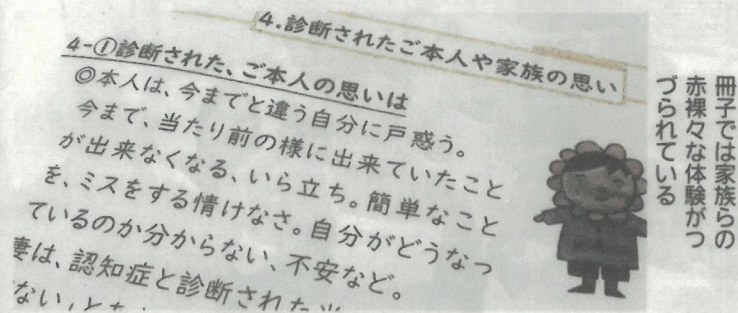 4.診断されたご本人や家族の思い
4-①診断された、ご本人の思いは
◎本人は、今までと違う自分に戸惑う。
今まで、当たり前の様に出来ていたこと
が出来なくなる、いら立ち。簡単なこと
を、ミスをする情けなさ。自分がどうなっ
ているのか分からない、不安など。
妻は、認知症と診断された
ない」と
冊子では家族らの
赤裸々な体験がつ
づられている